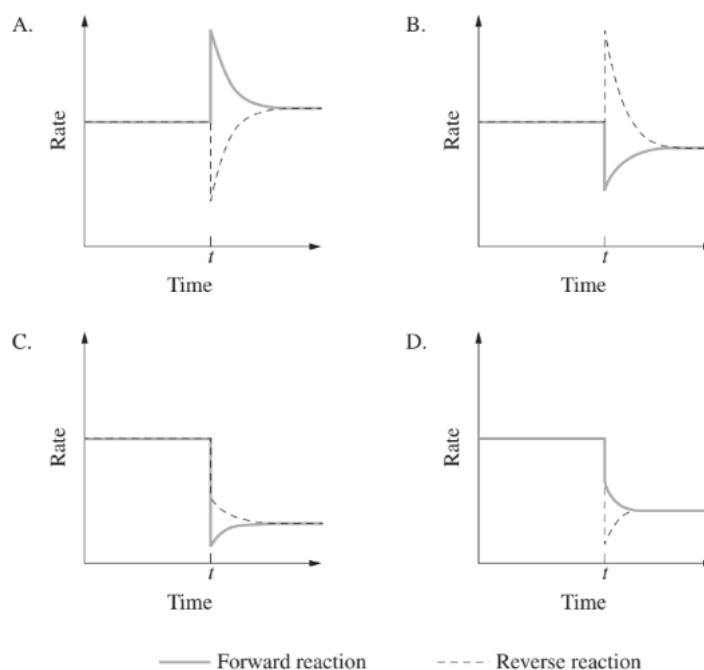 A.
Rate
t
Time
B.
Rate
t
Time
C.
Rate
t
Time
D.
Rate
t
Time
Forward reaction
Reverse reaction